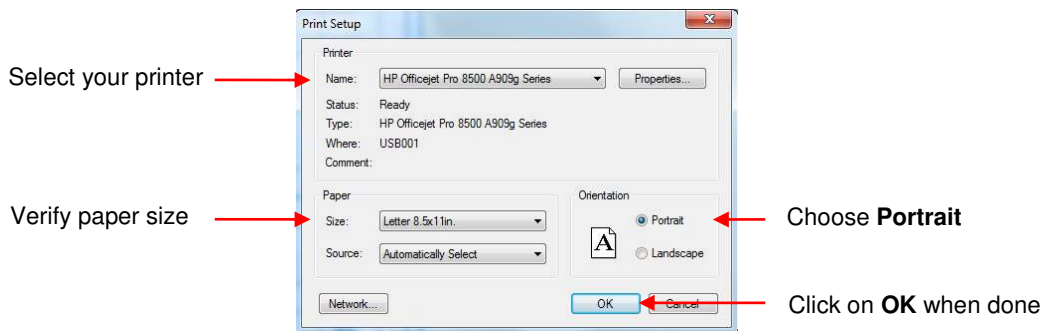 Print Setup
Printer
Select your printer
Name: HP Officejet Pro 8500 A909g Series Properties...
Status: Ready
Type: HP Officejet Pro 8500 A909g Series
Where: USB001
Comment:
Paper
Orientation
Verify paper size
Size: Letter 8.5x11in.
Portrait
Choose Portrait
A
Source: Automatically Select
Landscape
Network...
OK
Cancel
Click on OK when done